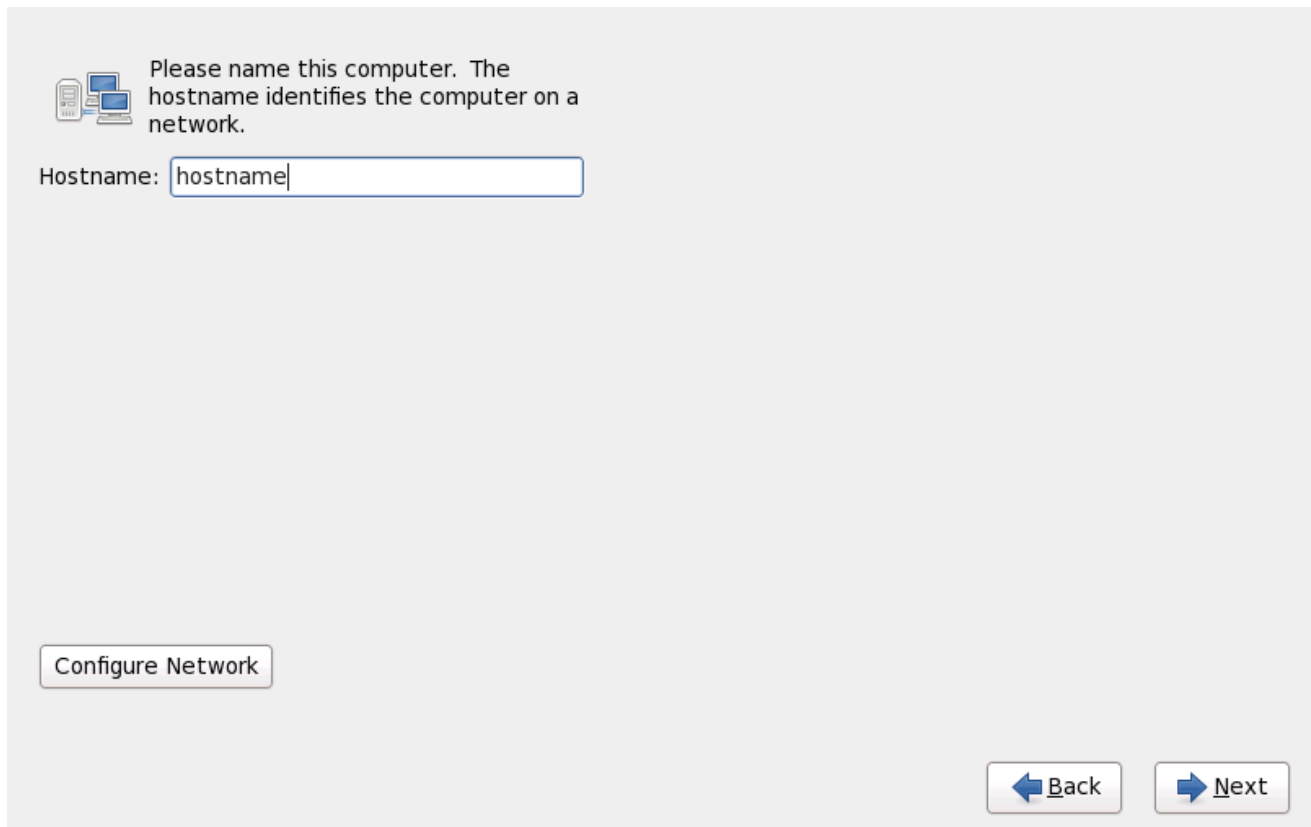 Please name this computer.  The
hostname identifies the computer on a
network.
Hostname: hostname
Configure Network
Back Next